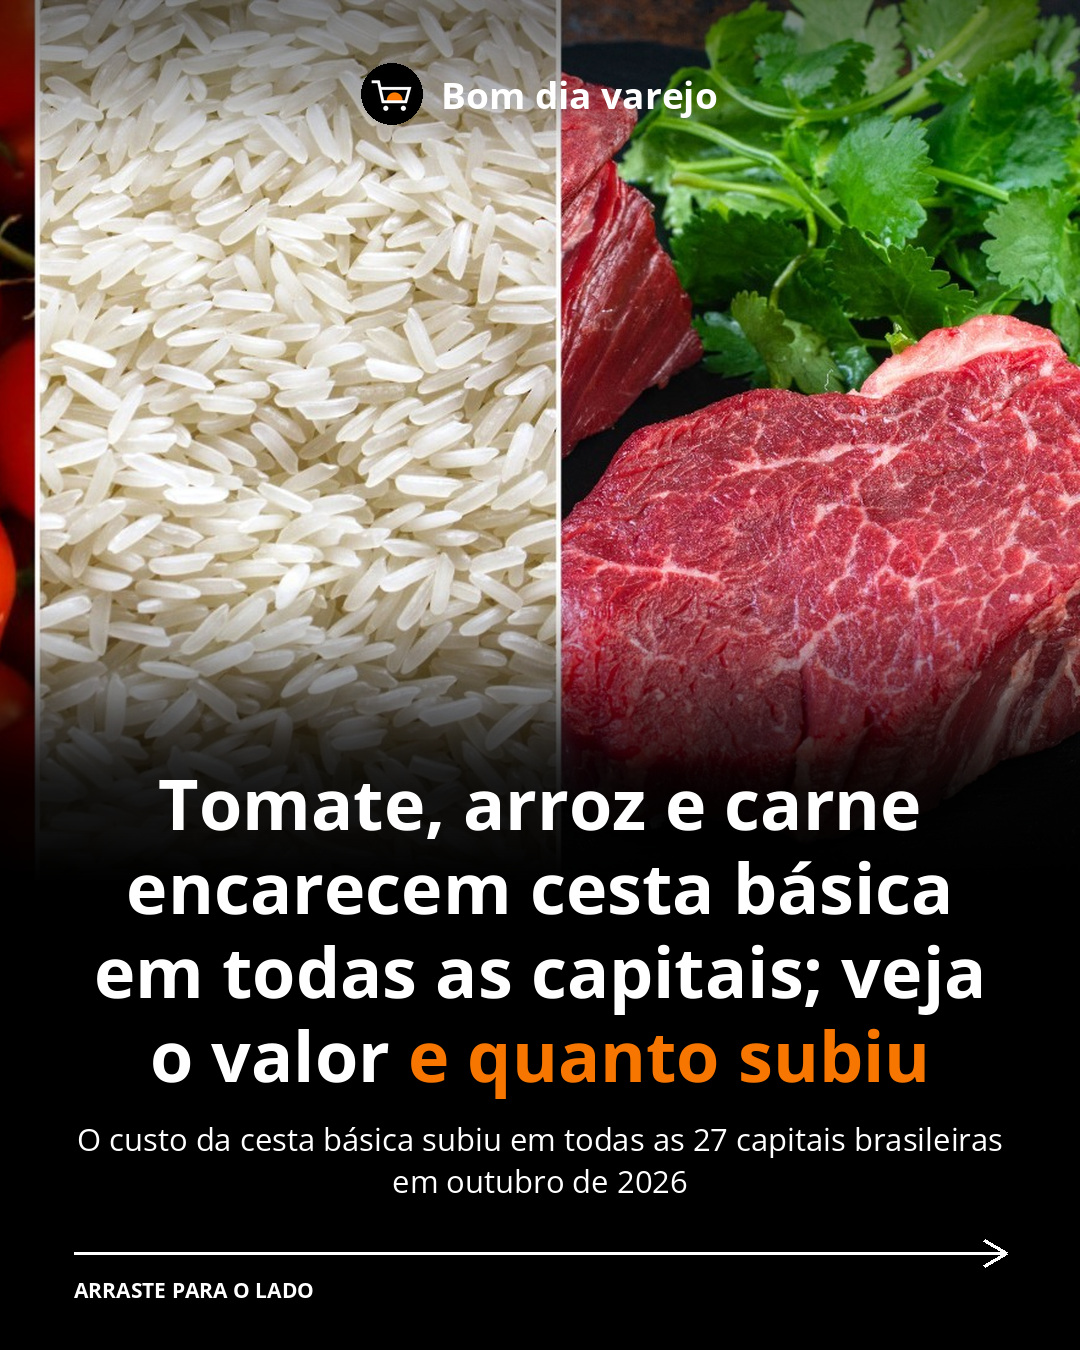 Bom dia varejo
Tomate, arroz e carne
encarecem cesta básica
em todas as capitais; veja
o valor e quanto subiu
O custo da cesta básica subiu em todas as 27 capitais brasileiras
em outubro de 2026
ARRASTE PARA O LADO